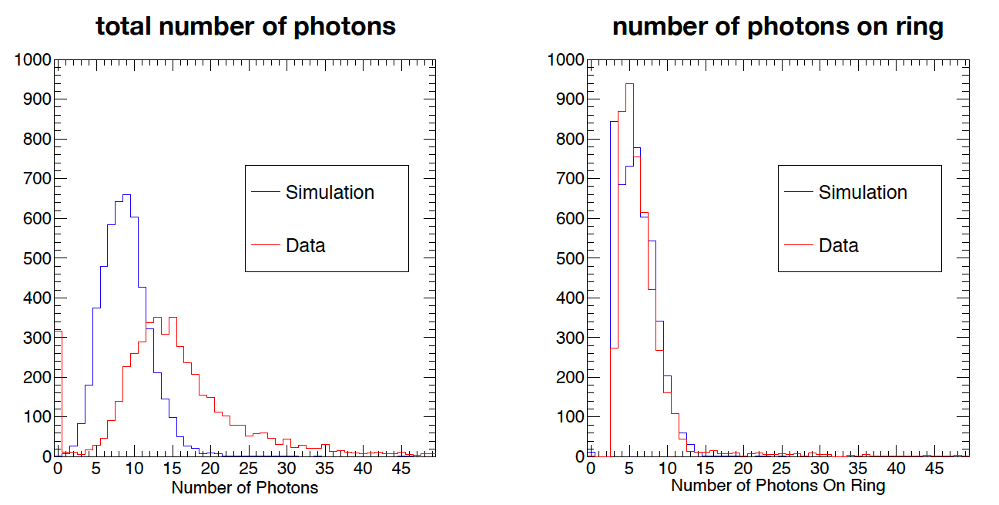 total number of photons
1000
900
800
700
600
500
400
300
200
100
0
0 5 10 15 20 25 30 35 40 45
Number of Photons
Simulation
Data
number of photons on ring
1000
900
800
700
600
500
400
300
200
100
0
0 5 10 15 20 25 30 35 40 45
Number of Photons On Ring
Simulation
Data